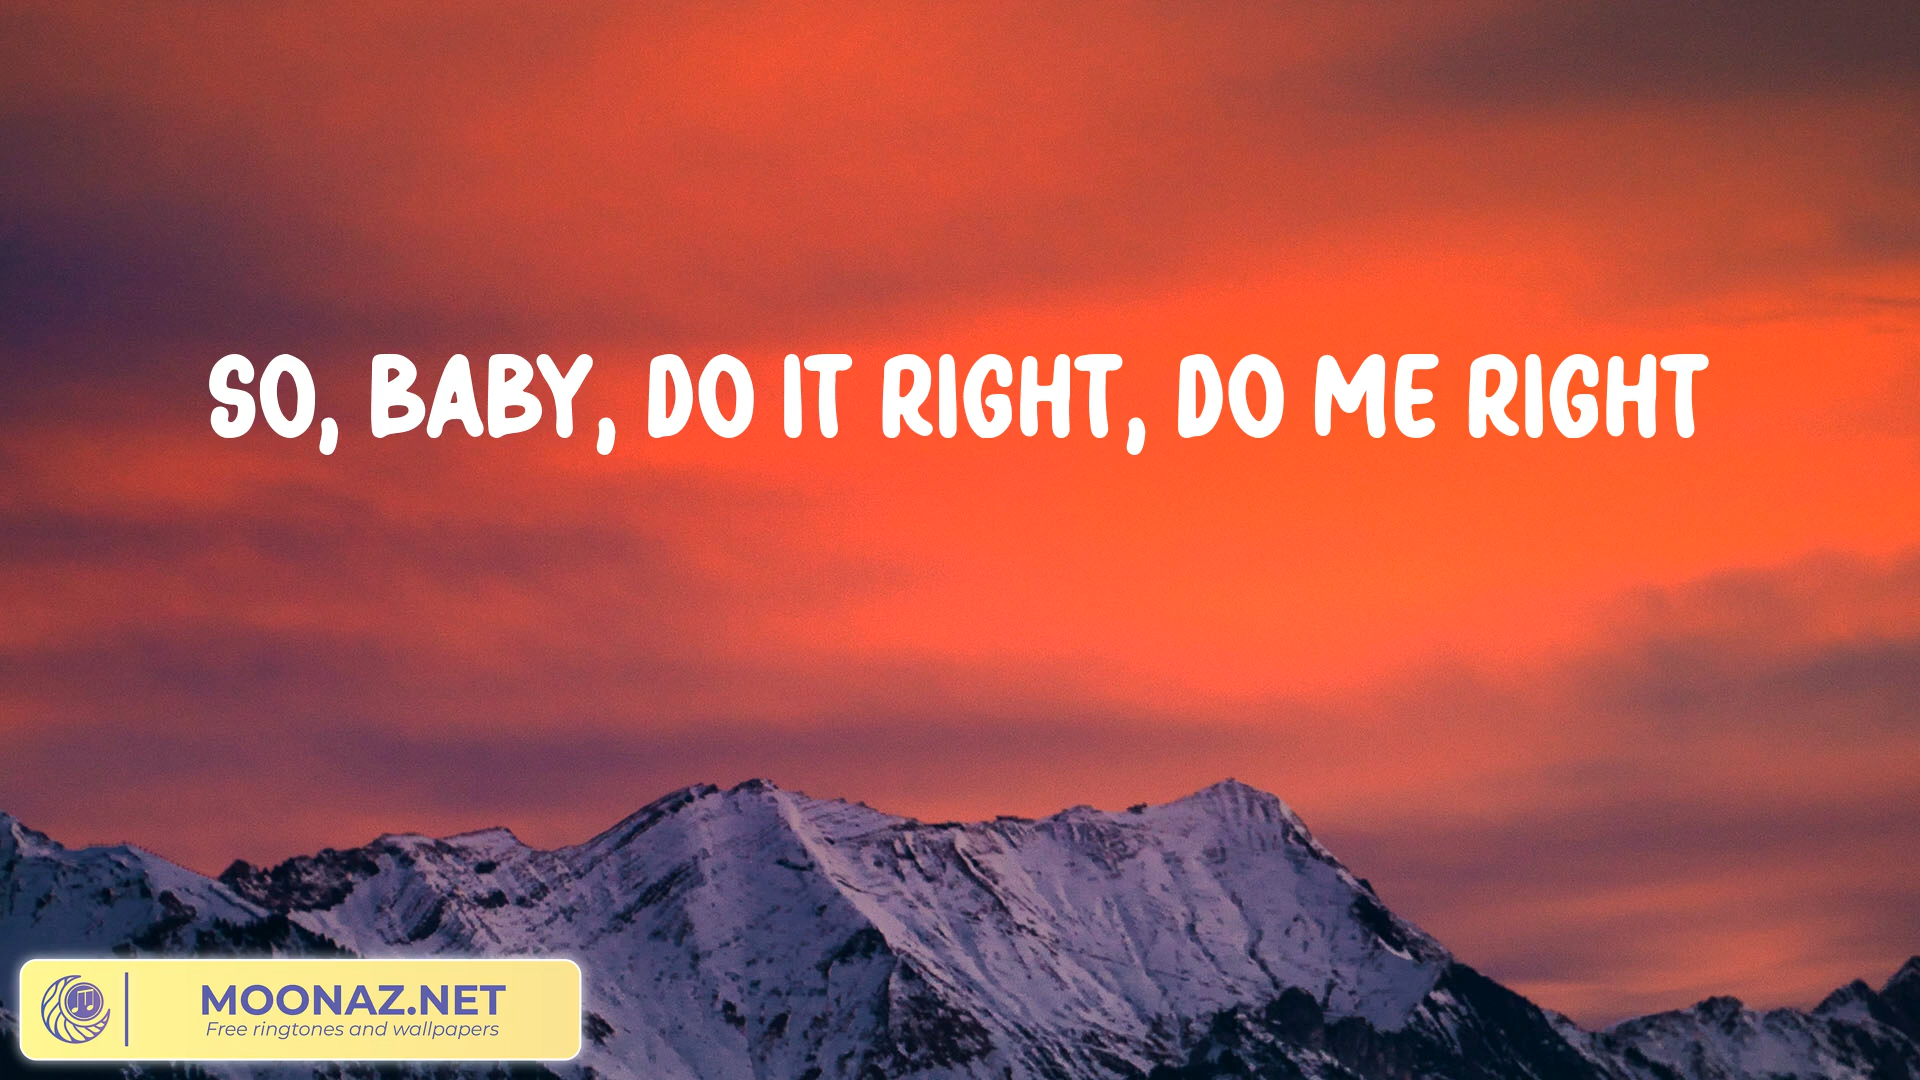 SO, BABY, DO IT RIGHT, DO ME RIGHT
MOONAZ.NET
Free ringtones and wallpapers